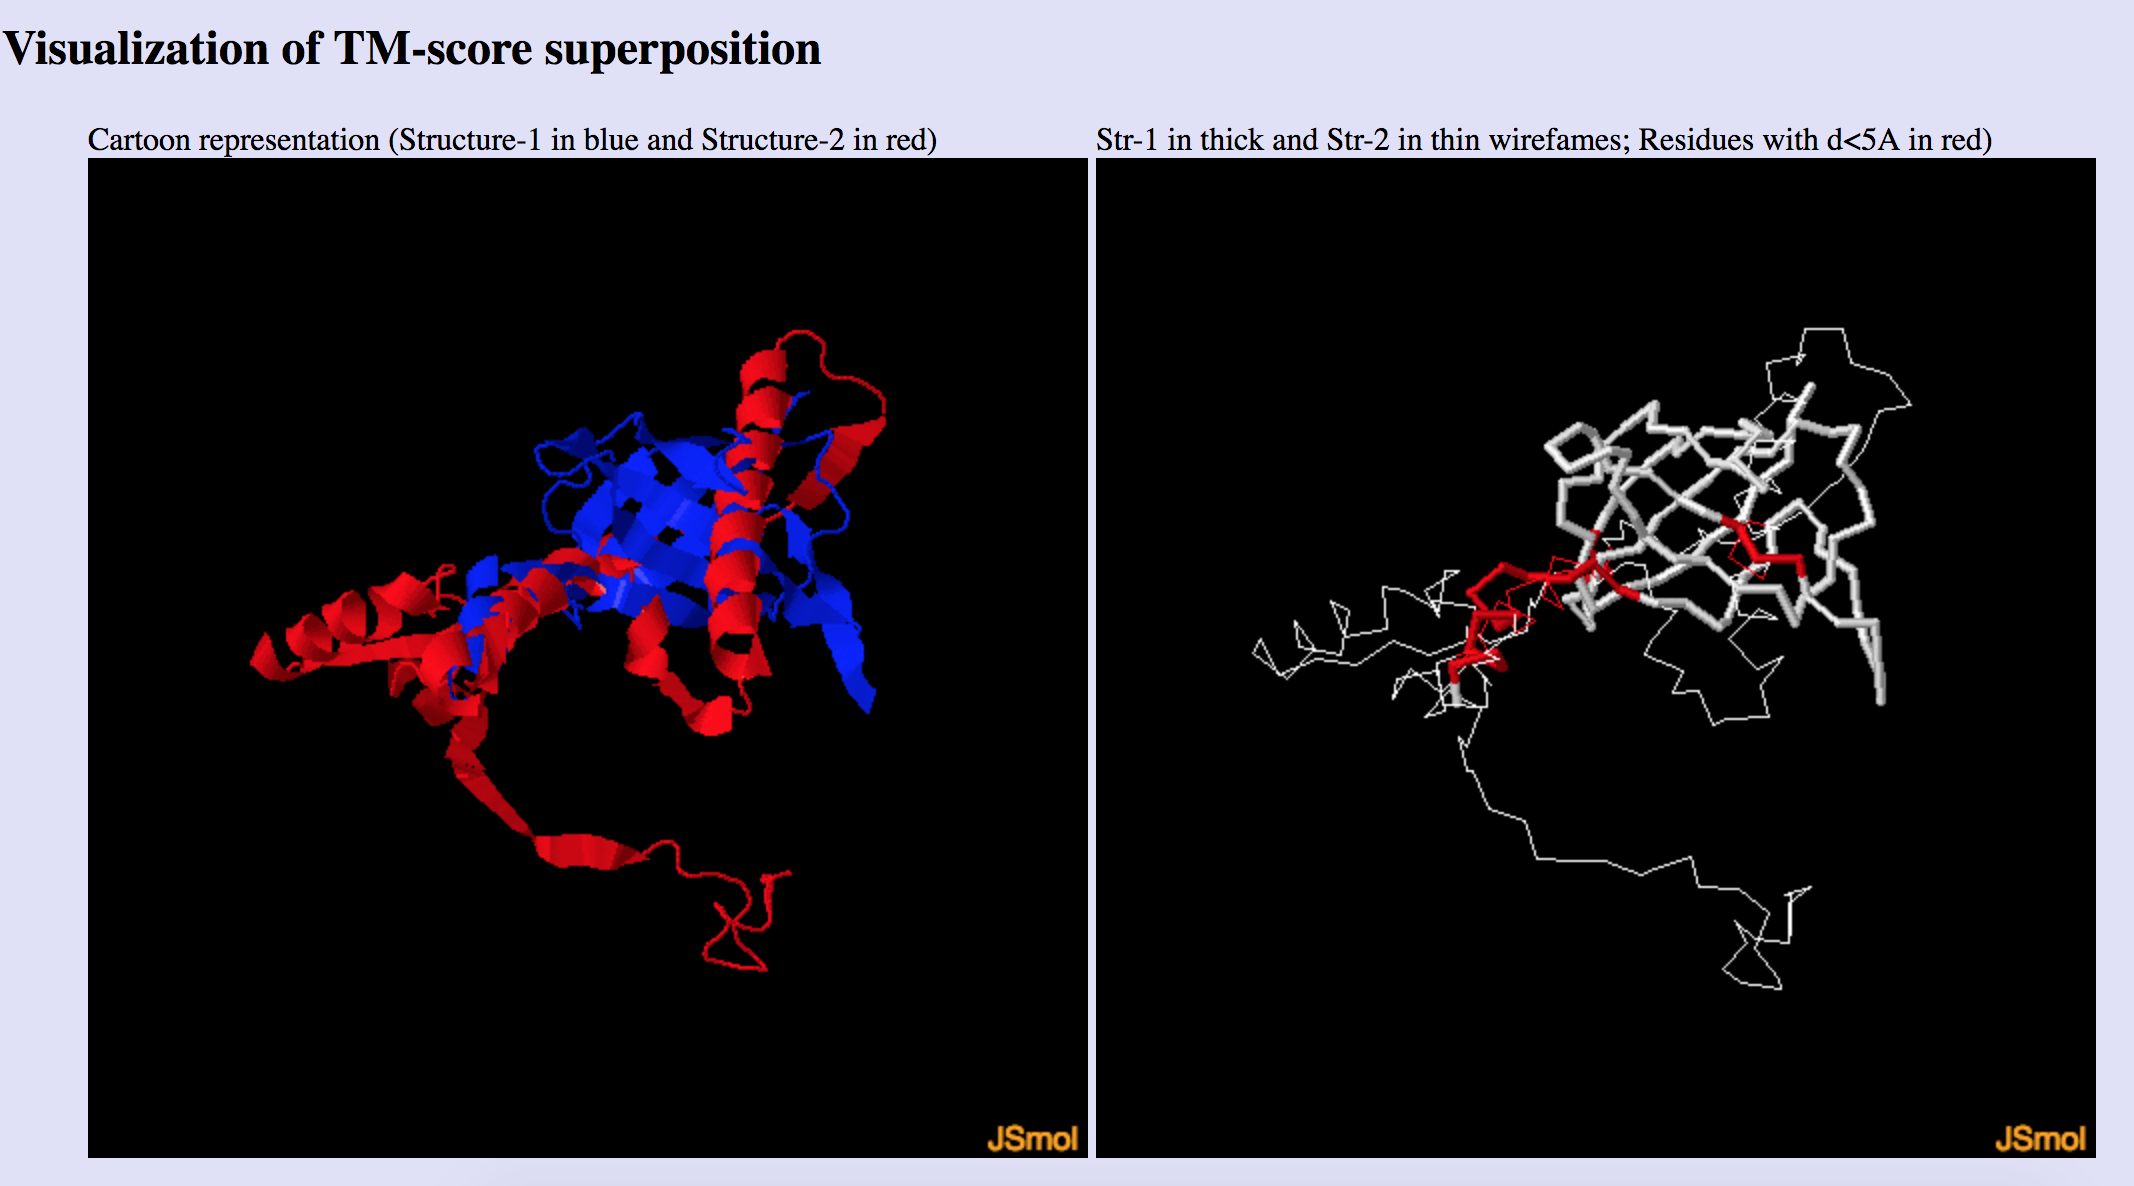 Visualization of TM-score superposition
Cartoon representation (Structure-1 in blue and Structure-2 in red)
Str-1 in thick and Str-2 in thin wirefames; Residues with d<5A in red)
JSmol
JSmol